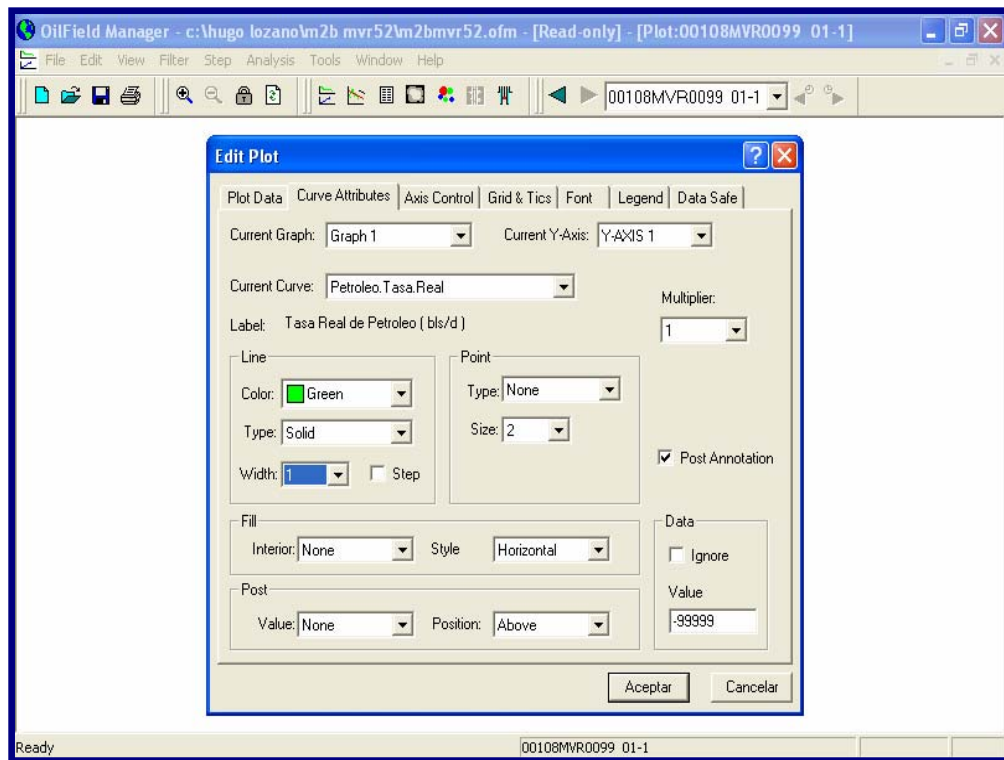 OilField Manager - c:\hugo lozano\m2b mvr52\m2bmvr52.ofm - [Read-only] - [Plot:00108MVR0099 01-1]
File Edit View Filter Step Analysis Tools Window Help
00108MVR0099 01-1
Edit Plot
Plot Data Curve Attributes Axis Control Grid & Tics Font Legend Data Safe
Current Graph: Graph 1 Current Y-Axis: Y-AXIS 1
Current Curve: Petroleo.Tasa.Real
Multiplier:
Label: Tasa Real de Petroleo ( bls/d )
1
Line Point
Color: Green Type: None
Type: Solid Size: 2
Width: 1 Step
Post Annotation
Fill Data
Interior: None Style Horizontal Ignore
Post Value
Value: None Position: Above -99999
Aceptar Cancelar
Ready 00108MVR0099 01-1